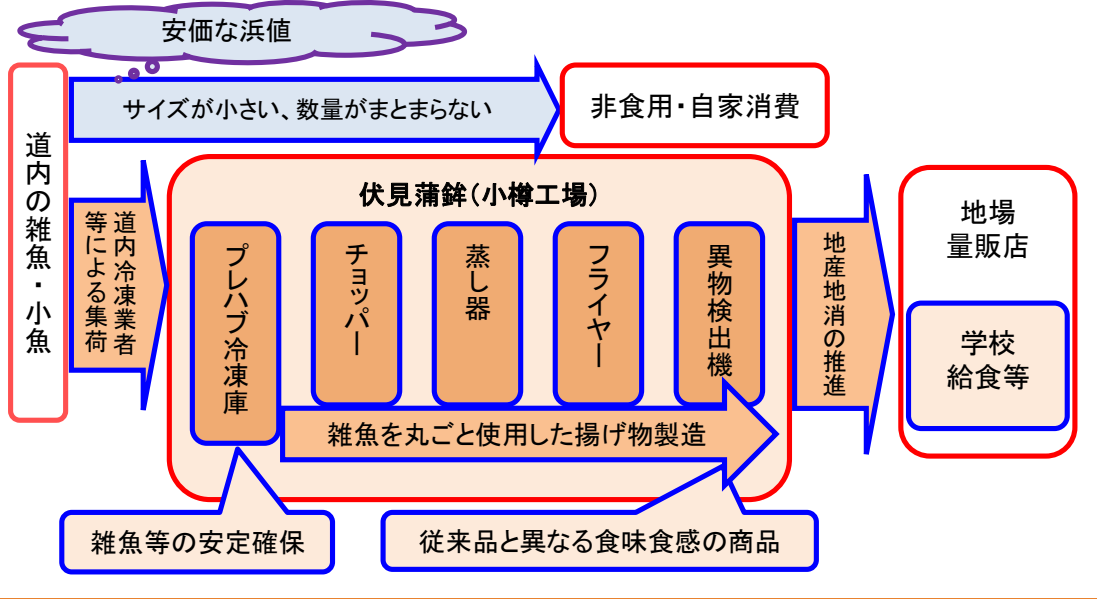 安価な浜値
サイズが小さい、数量がまとまらない
非食用・自家消費
道内の雑魚・小魚
道内冷凍業者
等による集荷
伏見蒲鉾（小樽工場）
プレハブ冷凍庫
チョッパー
蒸し器
フライヤー
異物検出機
雑魚を丸ごと使用した揚げ物製造
地産地消の推進
地場
量販店
学校
給食等
雑魚等の安定確保
従来品と異なる食味食感の商品